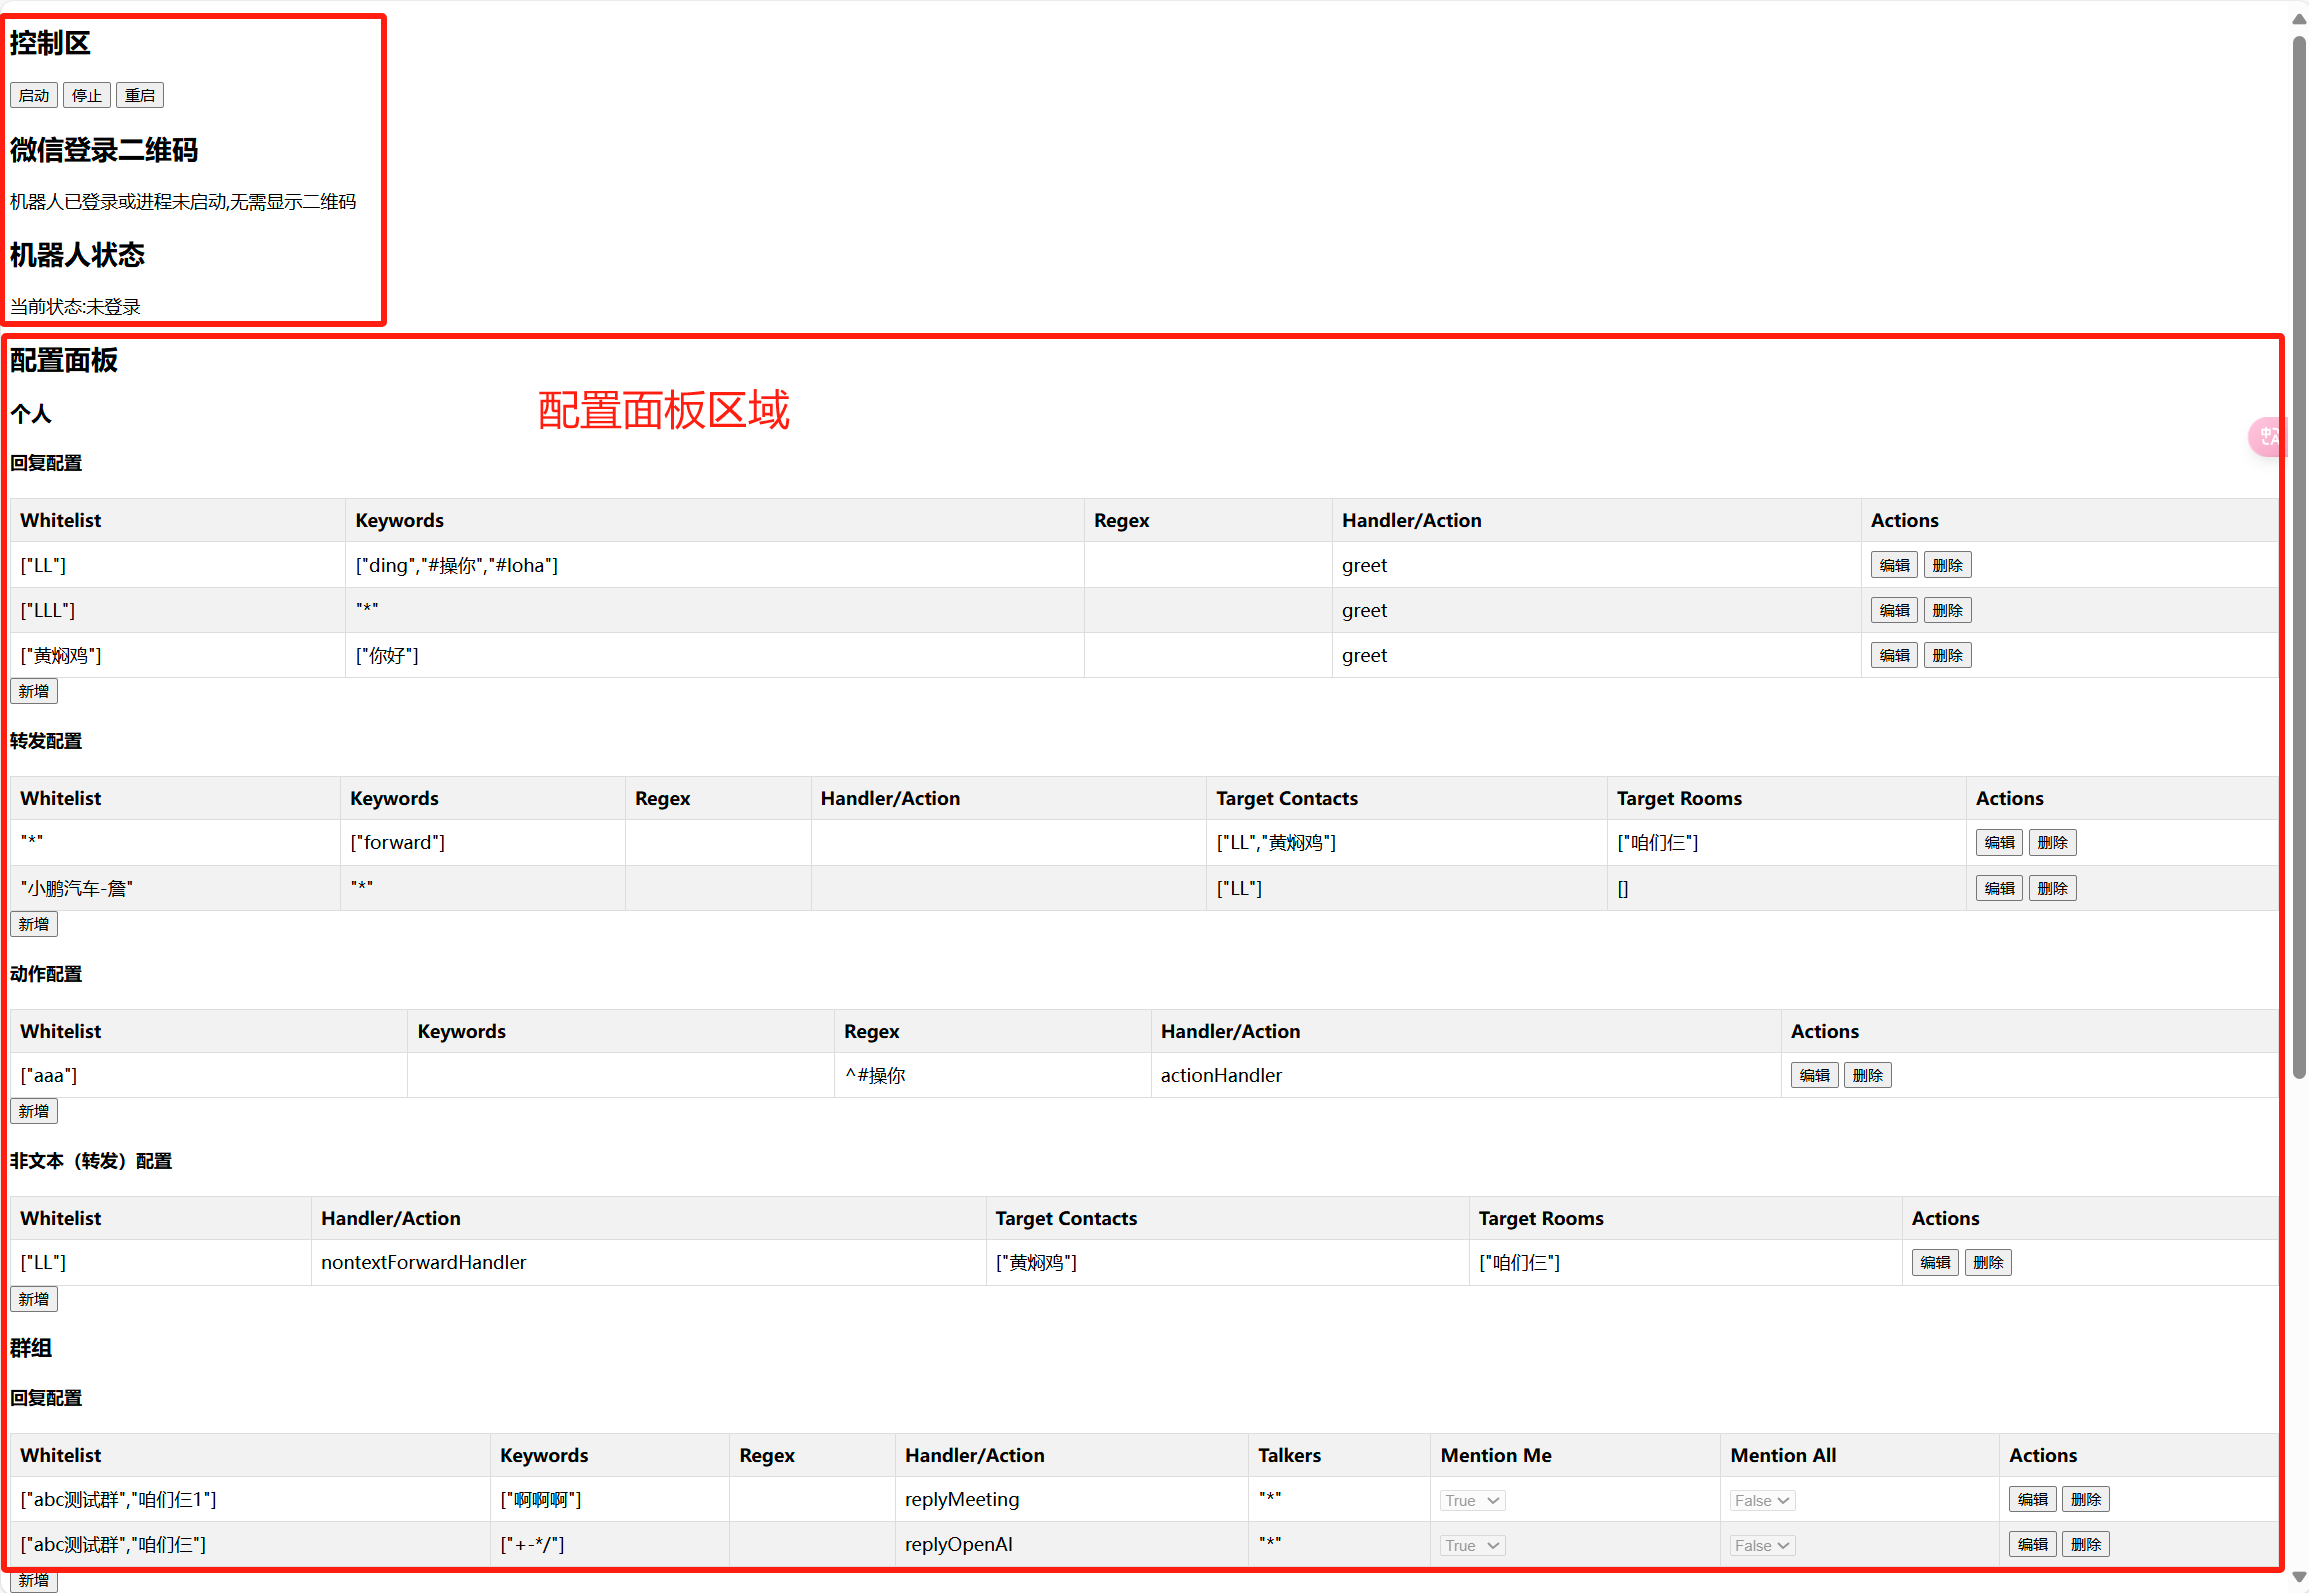 控制区
启动 停止 重启
微信登录二维码
机器人已登录或进程未启动,无需显示二维码
机器人状态
当前状态:未登录
配置面板
配置面板区域
个人
回复配置
Whitelist Keywords Regex Handler/Action Actions
["LL"] ["ding","#操你","#loha"] greet 编辑 删除
["LLL"] "*" greet 编辑 删除
["黄焖鸡"] ["你好"] greet 编辑 删除
新增
转发配置
Whitelist Keywords Regex Handler/Action Target Contacts Target Rooms Actions
"*" ["forward"] ["LL","黄焖鸡"] ["咱们仨"] 编辑 删除
"小鹏汽车-詹" "*" ["LL"] [] 编辑 删除
新增
动作配置
Whitelist Keywords Regex Handler/Action Actions
["aaa"] ^#操你 actionHandler 编辑 删除
新增
非文本（转发）配置
Whitelist Handler/Action Target Contacts Target Rooms Actions
["LL"] nontextForwardHandler ["黄焖鸡"] ["咱们仨"] 编辑 删除
新增
群组
回复配置
Whitelist Keywords Regex Handler/Action Talkers Mention Me Mention All Actions
["abc测试群","咱们仨1"] ["啊啊啊"] replyMeeting "*" True False 编辑 删除
["abc测试群","咱们仨"] ["+-*/"] replyOpenAI "*" True False 编辑 删除
新增